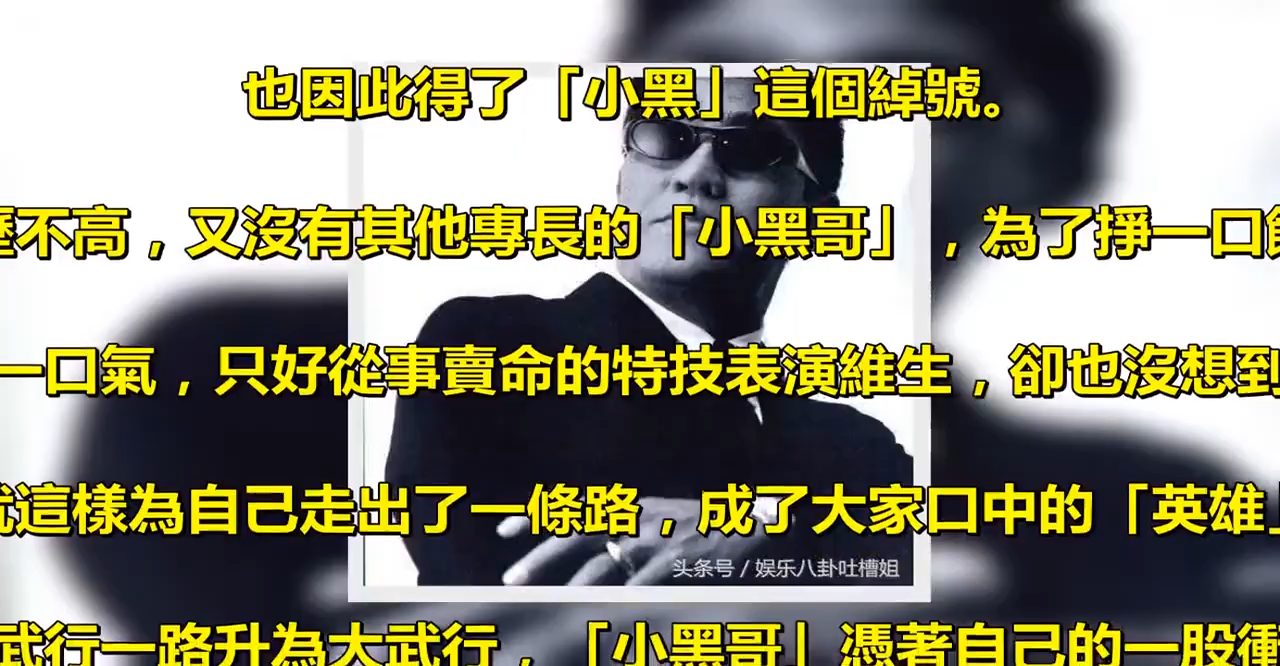 也因此得了「小黑」這個綽號。
不高，又沒有其他專長的「小黑哥」，為了掙一口
一口氣，只好從事賣命的特技表演維生，卻也沒想到
這樣為自己走出了一條路，成了大家口中的「英雄」
武行一路升為大武行，「小黑哥」憑著自己的一股衝
头条号 / 娱乐八卦吐槽姐